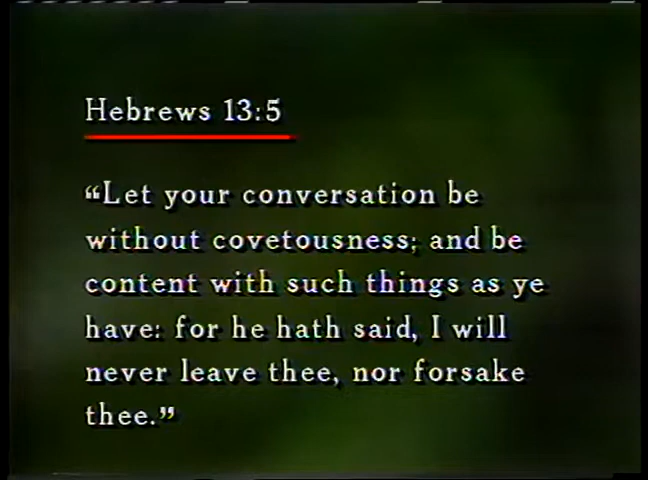 Hebrews 13:5
“Let your conversation be
without covetousness; and be
content with such things as ye
have: for he hath said, I will
never leave thee, nor forsake
thee.”